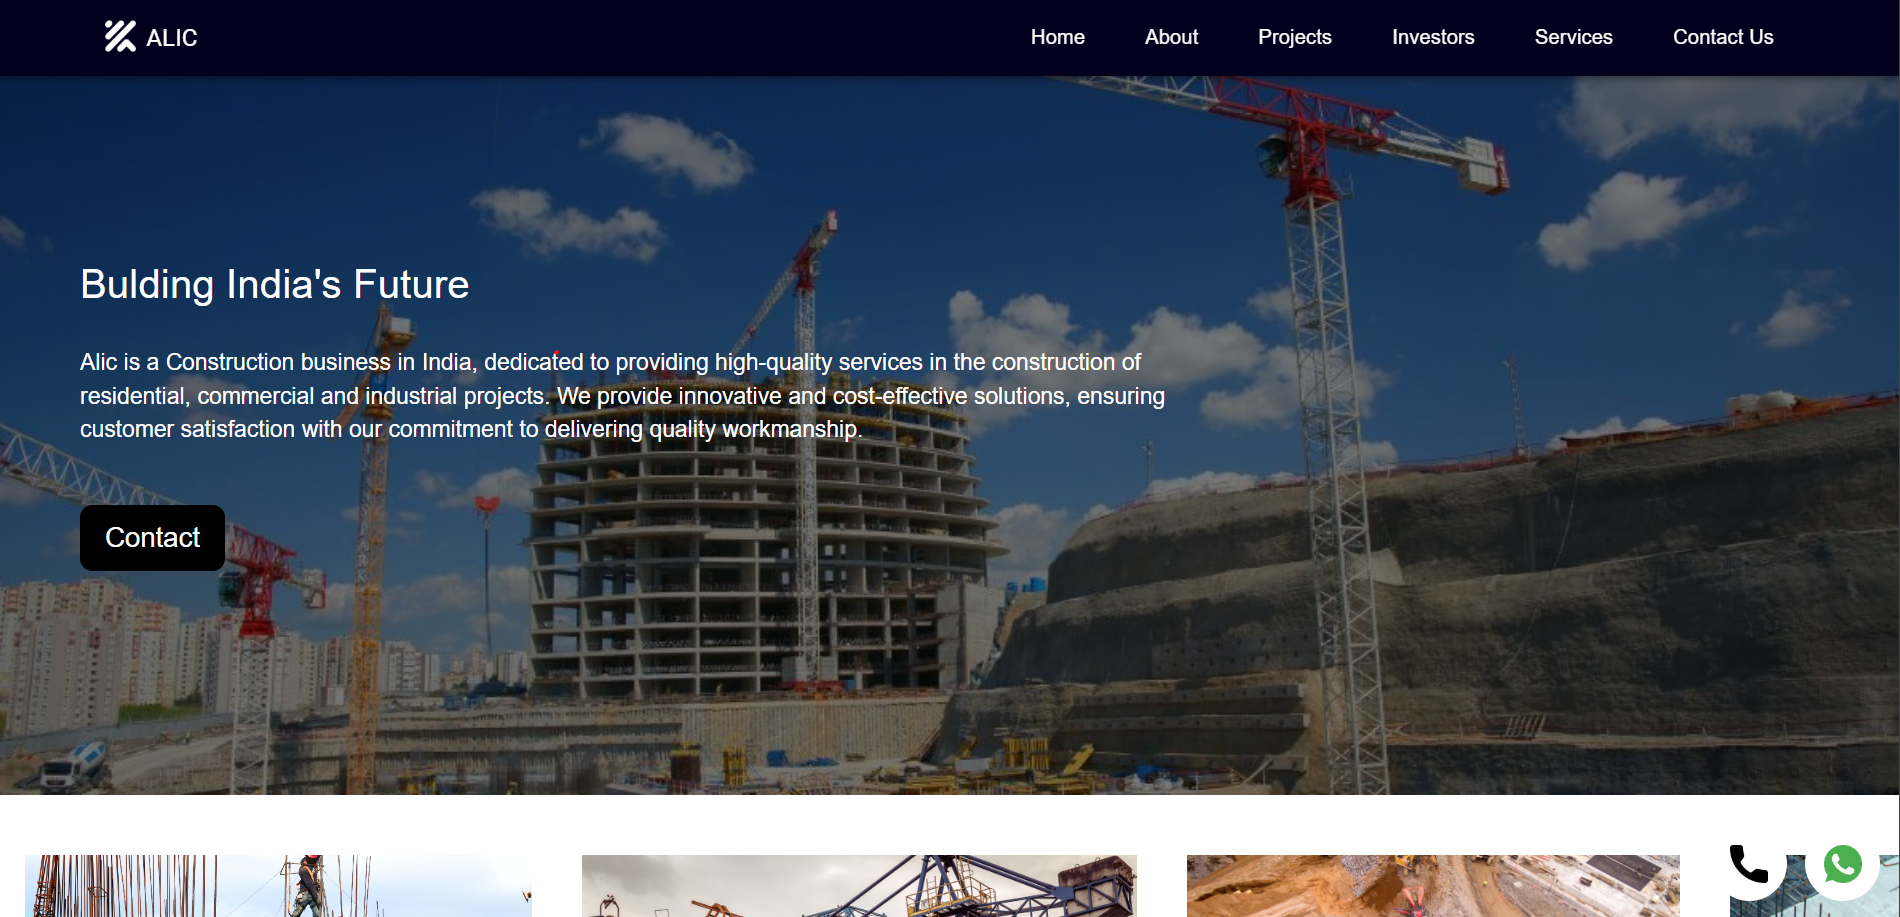 ALIC
Home
About
Projects
Investors
Services
Contact Us
Bulding India's Future
Alic is a Construction business in India, dedicated to providing high-quality services in the construction of
residential, commercial and industrial projects. We provide innovative and cost-effective solutions, ensuring
customer satisfaction with our commitment to delivering quality workmanship.
Contact